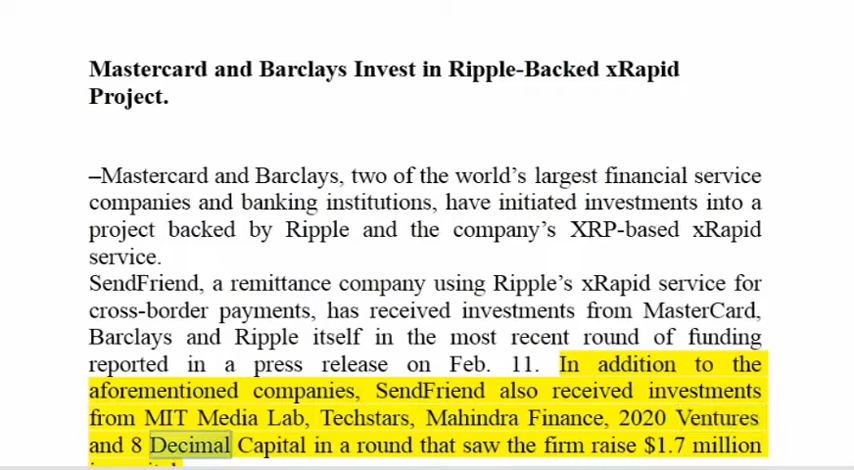 Mastercard and Barclays Invest in Ripple-Backed xRapid
Project.
–Mastercard and Barclays, two of the world’s largest financial service
companies and banking institutions, have initiated investments into a
project backed by Ripple and the company’s XRP-based xRapid
service.
SendFriend, a remittance company using Ripple’s xRapid service for
cross-border payments, has received investments from MasterCard,
Barclays and Ripple itself in the most recent round of funding
reported in a press release on Feb. 11. In addition to the
aforementioned companies, SendFriend also received investments
from MIT Media Lab, Techstars, Mahindra Finance, 2020 Ventures
and 8 Decimal Capital in a round that saw the firm raise $1.7 million